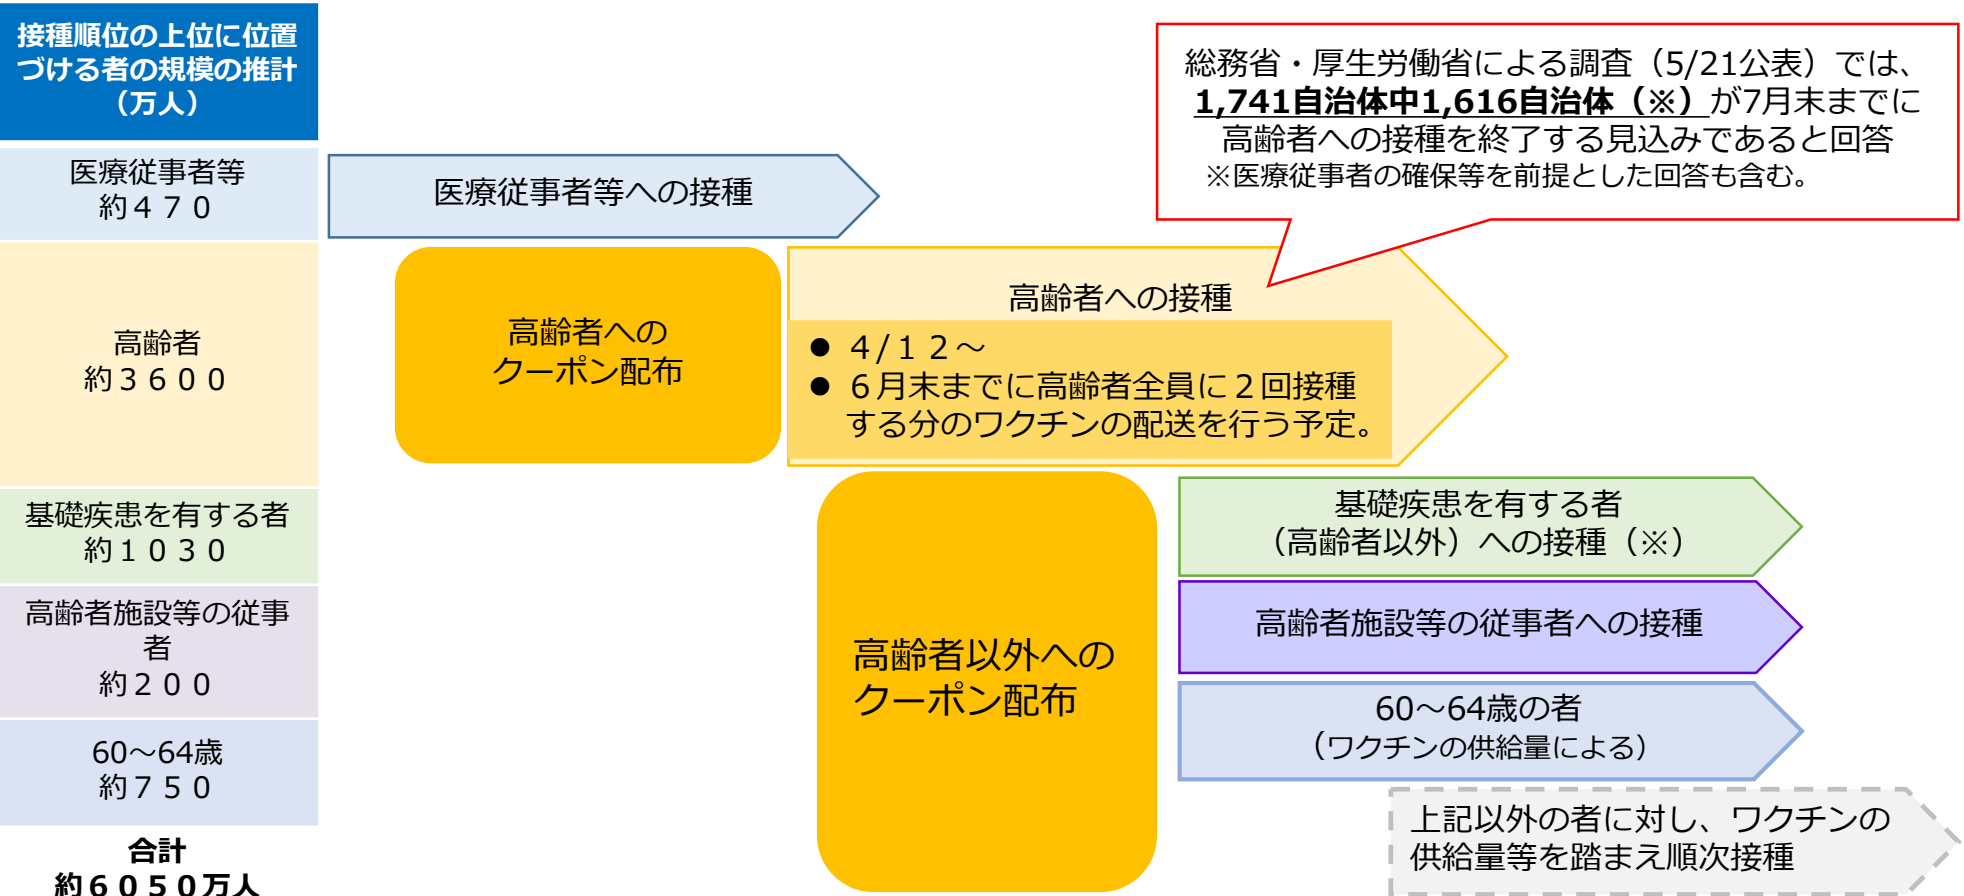 接種順位の上位に位置
づける者の規模の推計
（万人）
医療従事者等
約４７０
高齢者
約３６００
基礎疾患を有する者
約１０３０
高齢者施設等の従事
者
約２００
60～64歳
約７５０
合計
約６０５０万人
総務省・厚生労働省による調査（5/21公表）では、
1,741自治体中1,616自治体（※）が7月末までに
高齢者への接種を終了する見込みであると回答
※医療従事者の確保等を前提とした回答も含む。
医療従事者等への接種
高齢者への
クーポン配布
高齢者への接種
● ４/１２～
● ６月末までに高齢者全員に２回接種
する分のワクチンの配送を行う予定。
高齢者以外への
クーポン配布
基礎疾患を有する者
（高齢者以外）への接種（※）
高齢者施設等の従事者への接種
60～64歳の者
（ワクチンの供給量による）
上記以外の者に対し、ワクチンの
供給量等を踏まえ順次接種